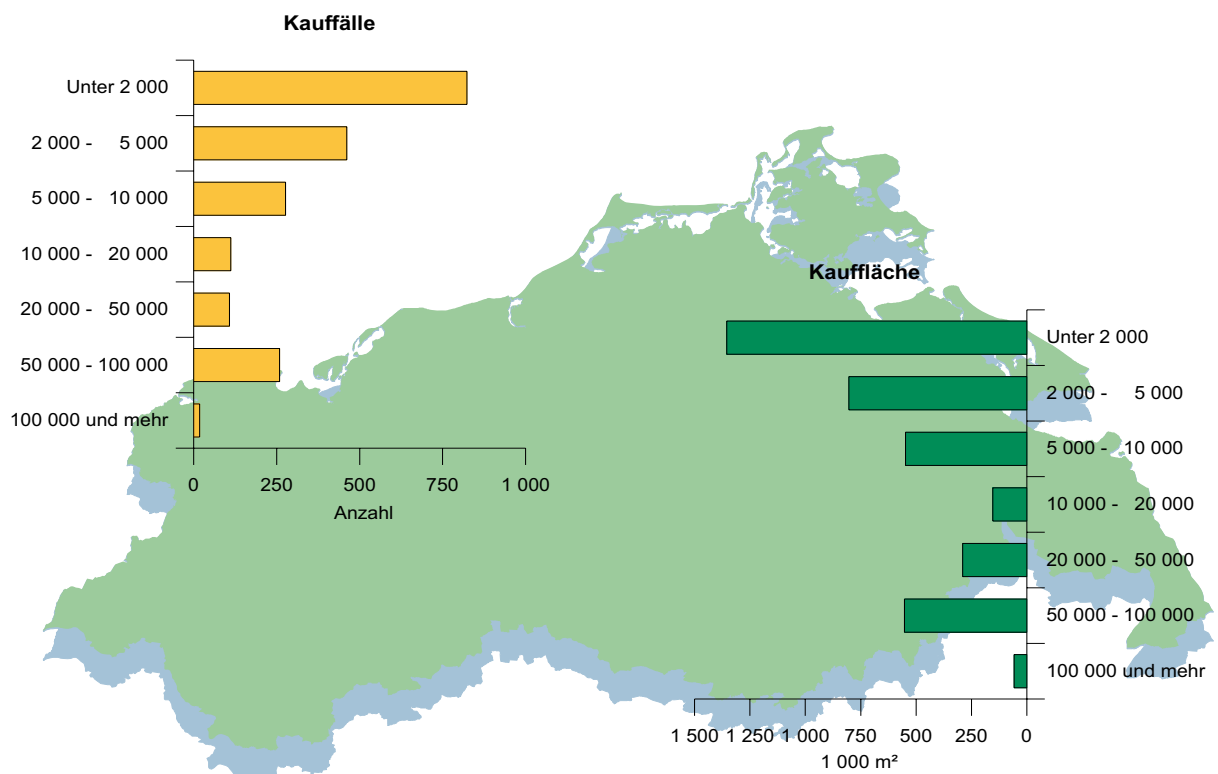 Kauffälle
Unter 2 000
2 000 - 5 000
5 000 - 10 000
10 000 - 20 000
20 000 - 50 000
50 000 - 100 000
100 000 und mehr
0 250 500 750 1 000
Anzahl
Kauffläche
Unter 2 000
2 000 - 5 000
5 000 - 10 000
10 000 - 20 000
20 000 - 50 000
50 000 - 100 000
100 000 und mehr
1 500 1 250 1 000 750 500 250 0
1 000 m²